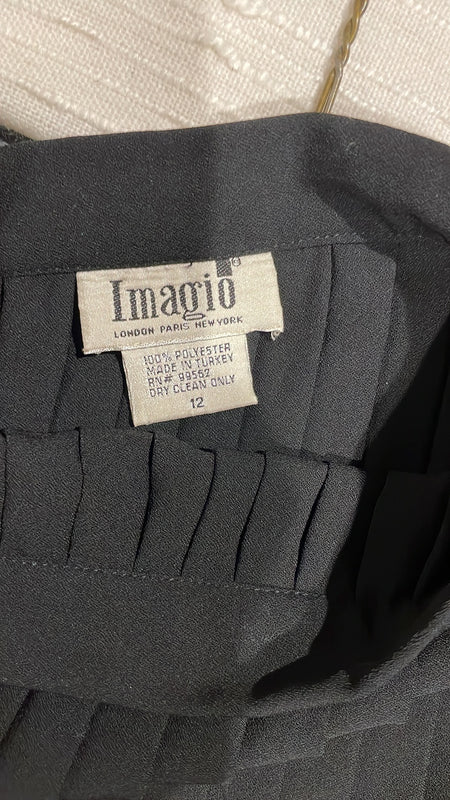 Imagio®
LONDON PARIS NEW YORK
100% POLYESTER
MADE IN TURKEY
RN# 99562
DRY CLEAN ONLY
12